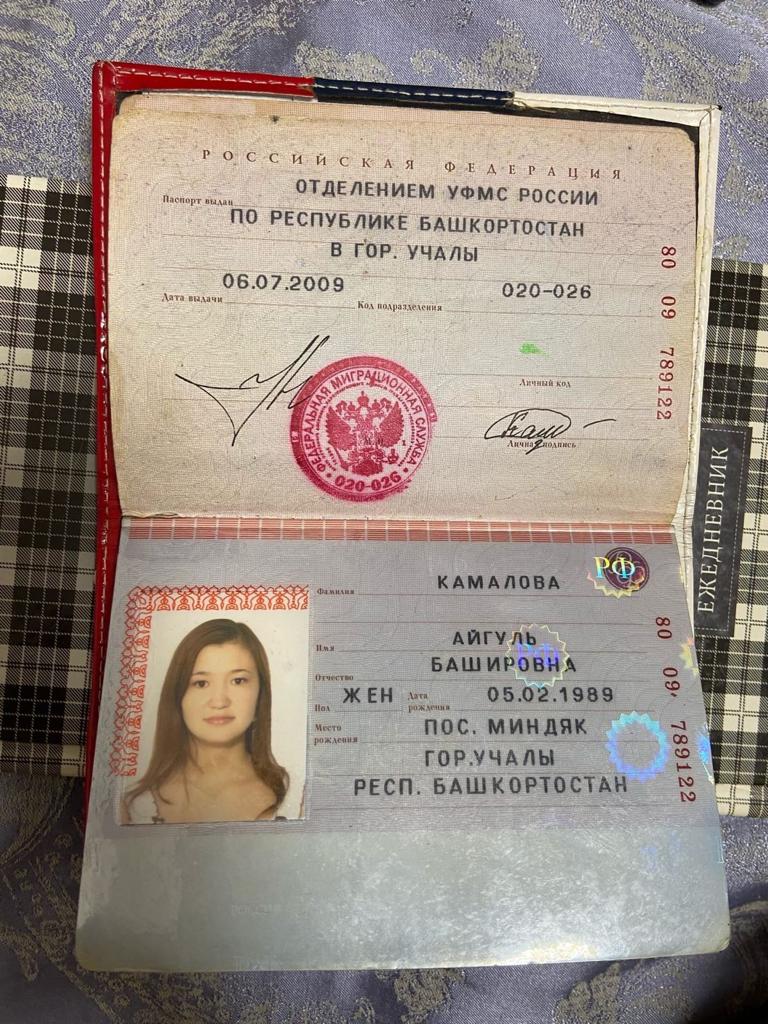 РОССИЙСКАЯ ФЕДЕРАЦИЯ
Паспорт выдан ОТДЕЛЕНИЕМ УФМС РОССИИ
ПО РЕСПУБЛИКЕ БАШКОРТОСТАН
В ГОР. УЧАЛЫ
06.07.2009 020-026
Дата выдачи Код подразделения
Личный код
Личная подпись
ФЕДЕРАЛЬНАЯ МИГРАЦИОННАЯ СЛУЖБА
020-026
80 09 789122
ЕЖЕДНЕВНИК
РФ
Фамилия КАМАЛОВА
Имя АЙГУЛЬ
РФ
Отчество БАШИРОВНА
Пол ЖЕН Дата рождения 05.02.1989
Место рождения ПОС. МИНДЯК
ГОР.УЧАЛЫ
РЕСП. БАШКОРТОСТАН
80 09 789122